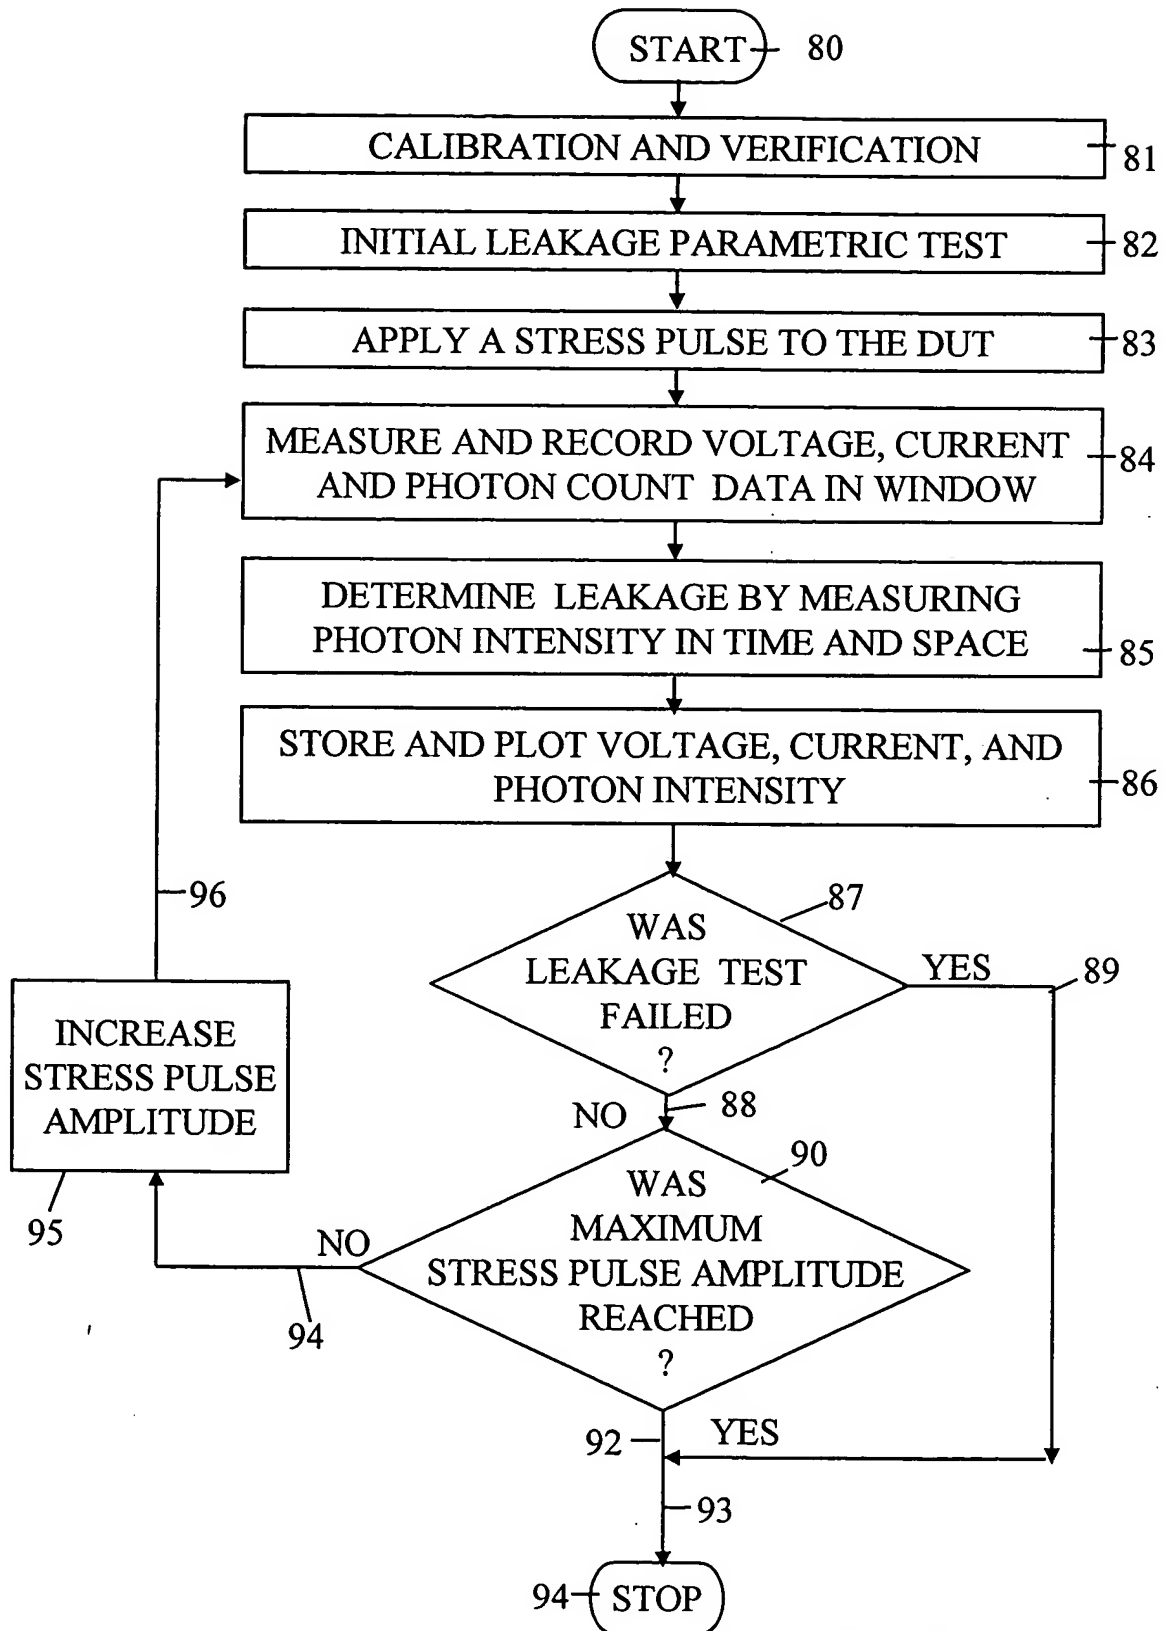 START 80
CALIBRATION AND VERIFICATION 81
INITIAL LEAKAGE PARAMETRIC TEST 82
APPLY A STRESS PULSE TO THE DUT 83
MEASURE AND RECORD VOLTAGE, CURRENT
AND PHOTON COUNT DATA IN WINDOW
84
DETERMINE LEAKAGE BY MEASURING
PHOTON INTENSITY IN TIME AND SPACE
85
STORE AND PLOT VOLTAGE, CURRENT, AND
PHOTON INTENSITY
86
87
WAS
LEAKAGE TEST
FAILED
?
YES
89
NO
88
90
WAS
MAXIMUM
STRESS PULSE AMPLITUDE
REACHED
?
NO
94
INCREASE
STRESS PULSE
AMPLITUDE
95
96
92
YES
93
94
STOP